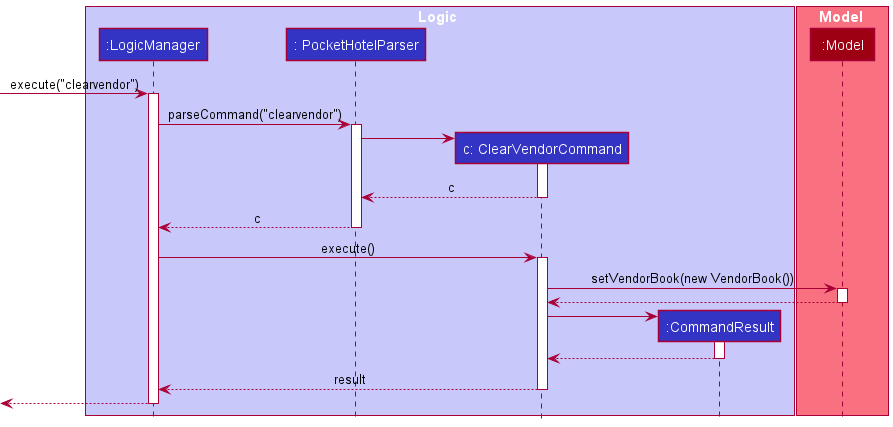 Logic
Model
:LogicManager
: PocketHotelParser
:Model
execute("clearvendor")
parseCommand("clearvendor")
c: ClearVendorCommand
c
c
execute()
setVendorBook(new VendorBook())
:CommandResult
result